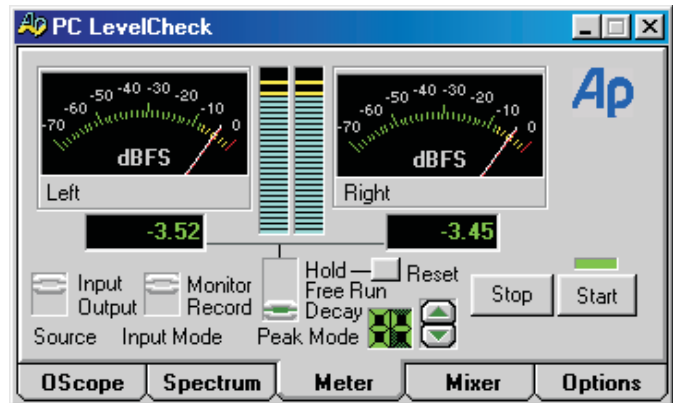 PC LevelCheck
-70 -60 -50 -40 -30 -20 -10 0
dBFS
Left
-70 -60 -50 -40 -30 -20 -10 0
dBFS
Right
Ap
-3.52
-3.45
Input
Output
Source
Monitor
Record
Input Mode
Hold
Free Run
Decay
Peak Mode
Reset
Stop
Start
OScope
Spectrum
Meter
Mixer
Options